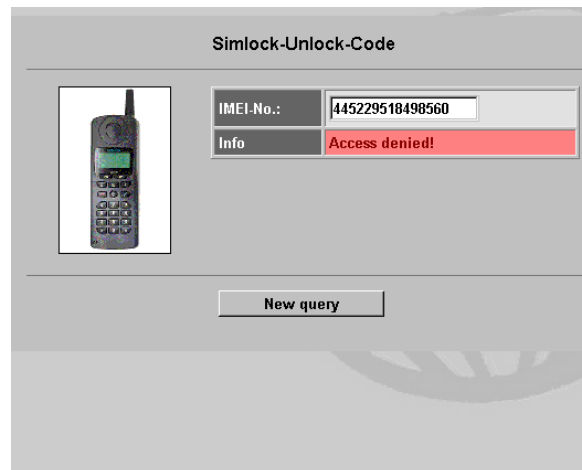 Simlock-Unlock-Code
IMEI-No.: 445229518498560
Info Access denied!
New query